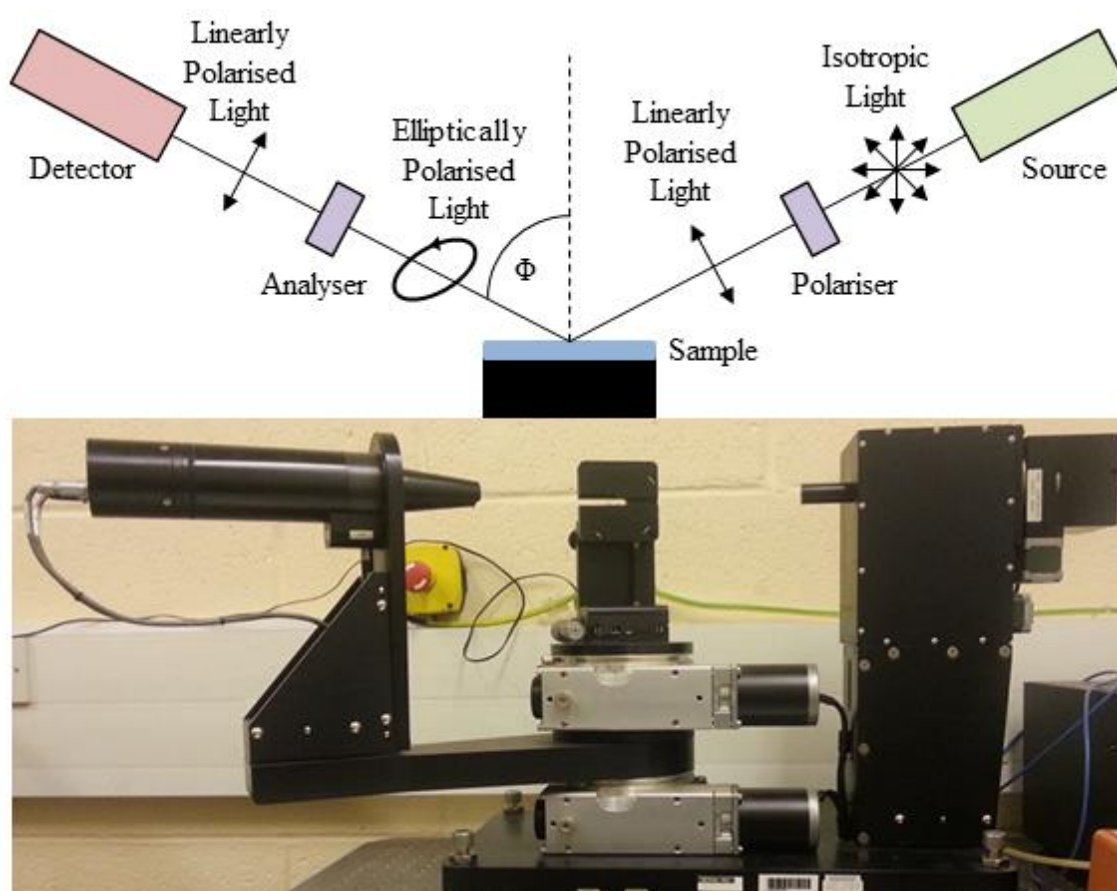 Linearly
Polarised
Light
Detector
Elliptically
Polarised
Light
Analyser
Φ
Linearly
Polarised
Light
Isotropic
Light
Source
Polariser
Sample